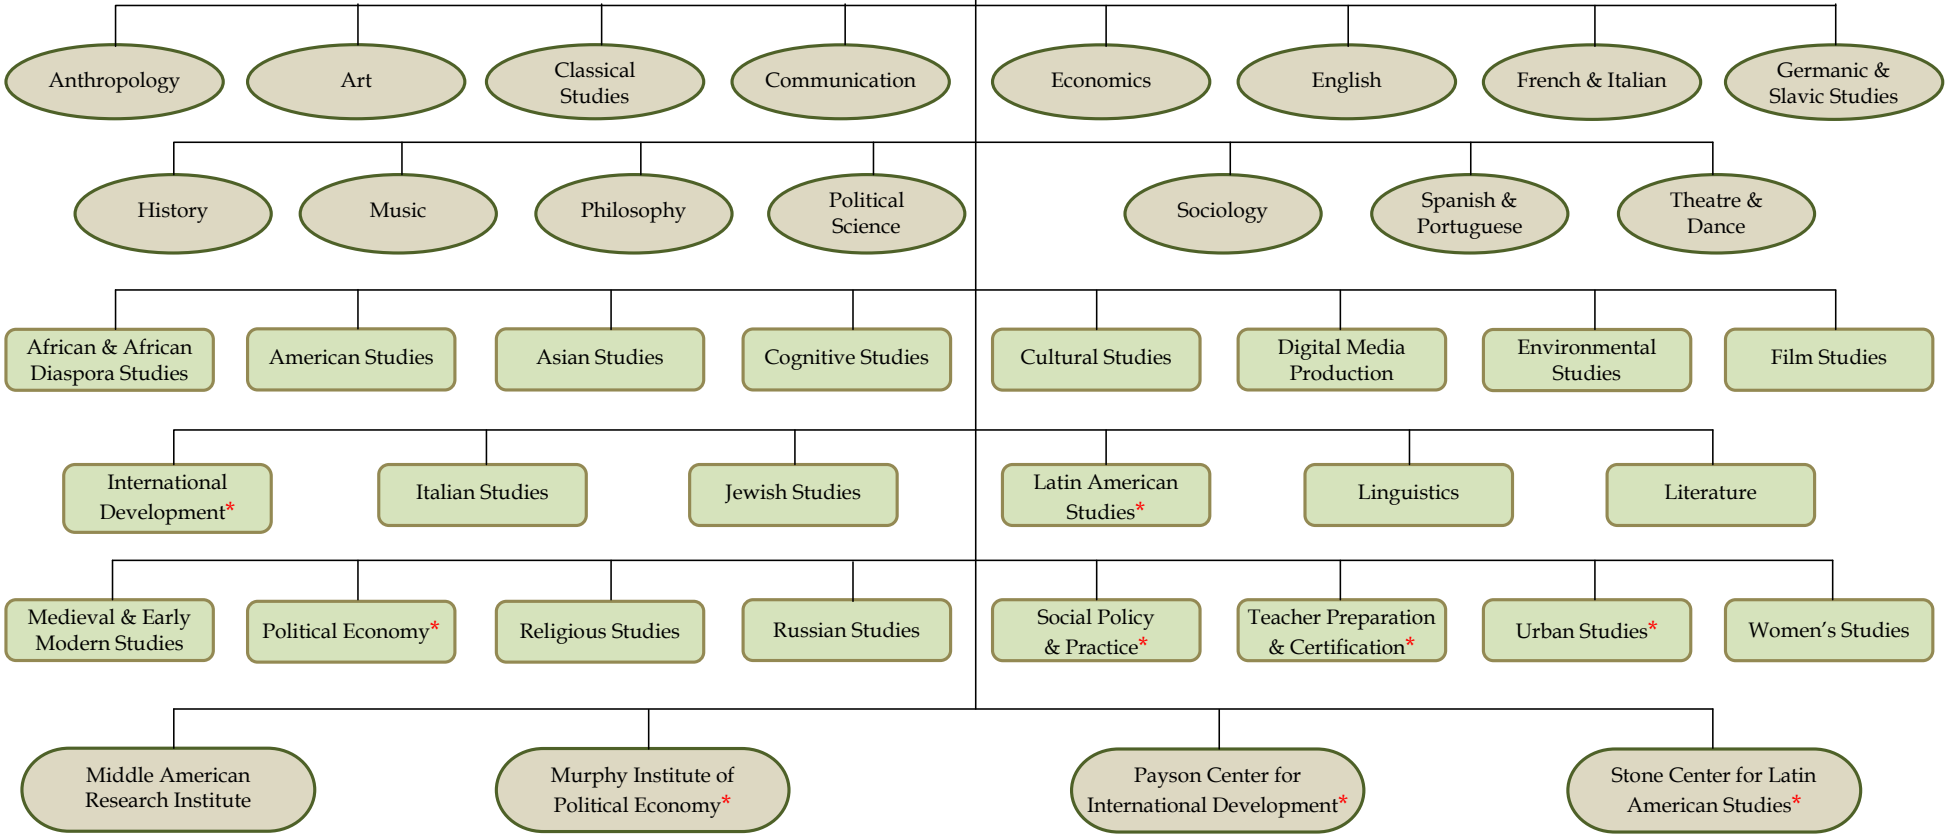 Anthropology
Art
Classical
Studies
Communication
Economics
English
French & Italian
Germanic &
Slavic Studies
History
Music
Philosophy
Political
Science
Sociology
Spanish &
Portuguese
Theatre &
Dance
African & African
Diaspora Studies
American Studies
Asian Studies
Cognitive Studies
Cultural Studies
Digital Media
Production
Environmental
Studies
Film Studies
International
Development*
Italian Studies
Jewish Studies
Latin American
Studies*
Linguistics
Literature
Medieval & Early
Modern Studies
Political Economy*
Religious Studies
Russian Studies
Social Policy
& Practice*
Teacher Preparation
& Certification*
Urban Studies*
Women's Studies
Middle American
Research Institute
Murphy Institute of
Political Economy*
Payson Center for
International Development*
Stone Center for Latin
American Studies*